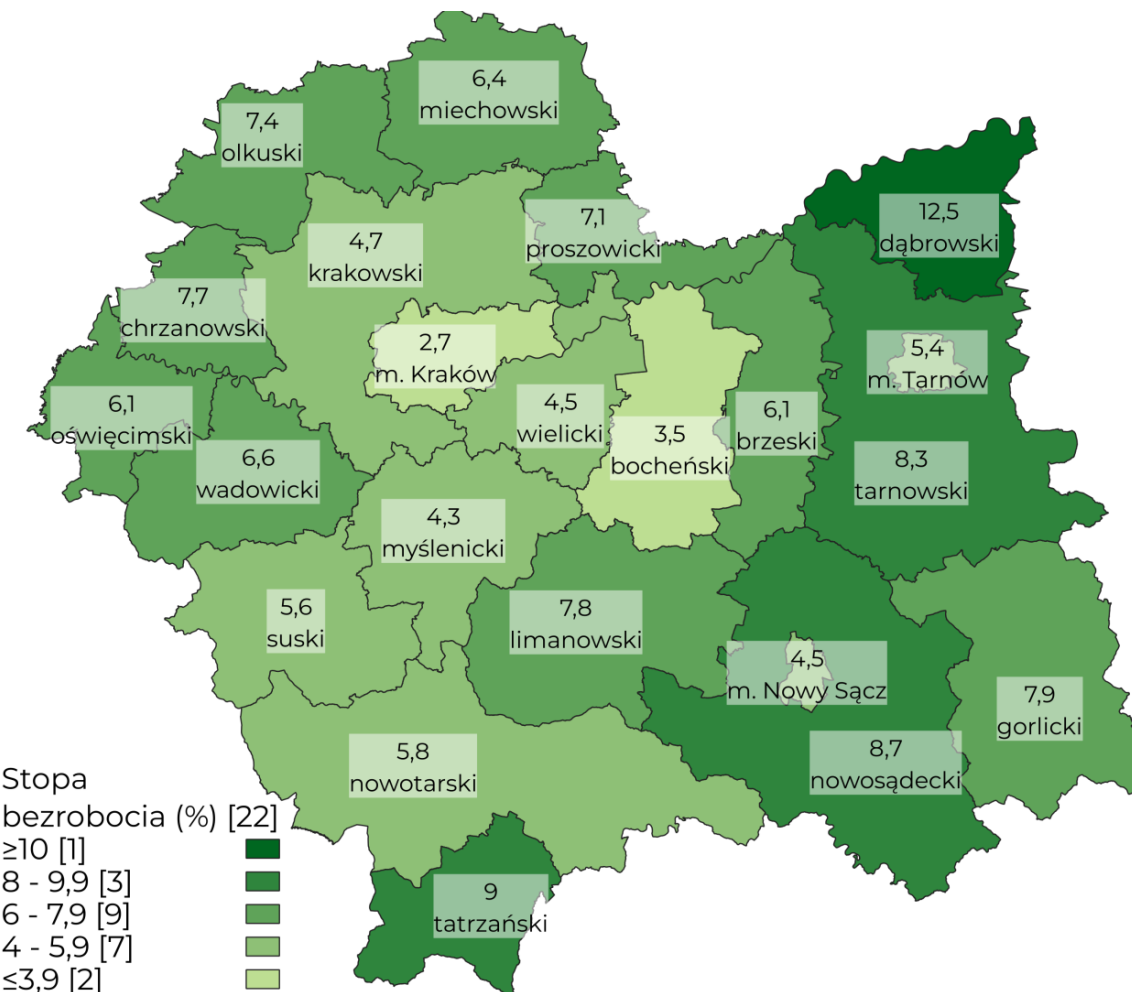 6,4
miechowski
7,4
olkuski
12,5
dąbrowski
7,1
proszowicki
4,7
krakowski
7,7
chrzanowski
2,7
m. Kraków
5,4
m. Tarnów
6,1
oświęcimski
4,5
wielicki
6,1
brzeski
3,5
bocheński
6,6
wadowicki
8,3
tarnowski
4,3
myślenicki
5,6
suski
7,8
limanowski
4,5
m. Nowy Sącz
7,9
gorlicki
5,8
nowotarski
8,7
nowosądecki
9
tatrzański
Stopa
bezrobocia (%) [22]
≥10 [1]
8 - 9,9 [3]
6 - 7,9 [9]
4 - 5,9 [7]
≤3,9 [2]